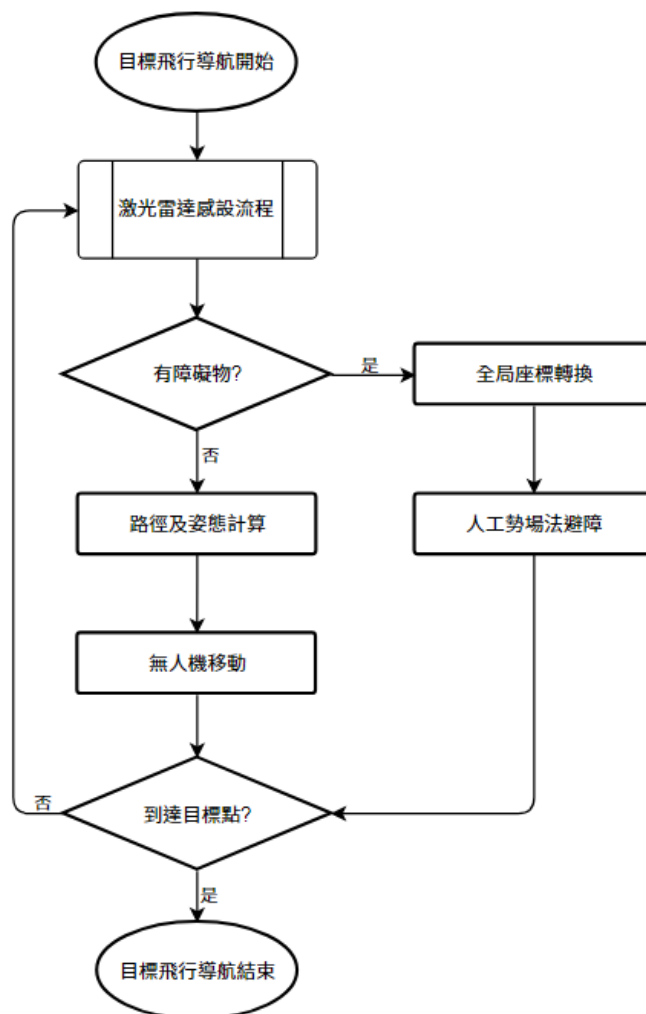 目標飛行導航開始
激光雷達感設流程
有障礙物?
是
全局座標轉換
否
路徑及姿態計算
人工勢場法避障
無人機移動
否
到達目標點?
是
目標飛行導航結束